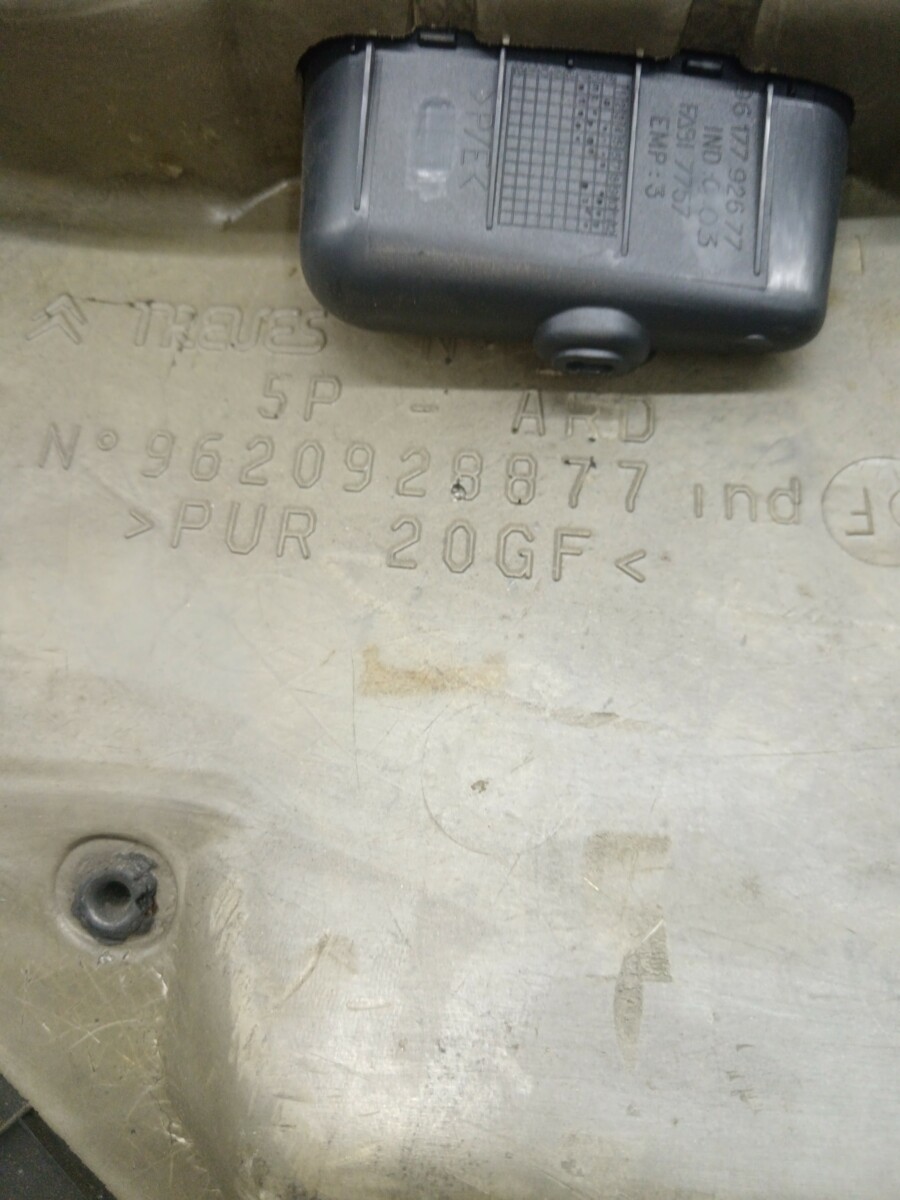 >P/E<
96 177 926 77
IND C 03
EMP:3
TREVES
5P - ARD
N° 9620928877 ind F
>PUR 20GF<